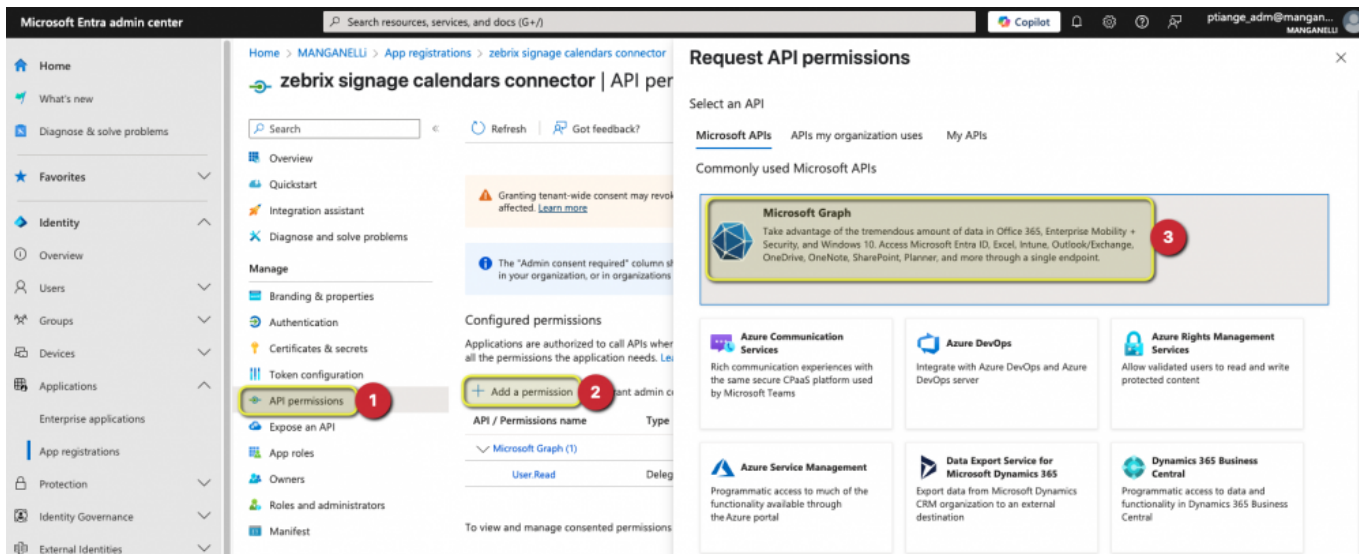 Microsoft Entra admin center
Search resources, services, and docs (G+/)
Copilot
ptiange_adm@mangan...
MANGANELLI
Home
What's new
Diagnose & solve problems
Favorites
Identity
Overview
Users
Groups
Devices
Applications
Enterprise applications
App registrations
Protection
Identity Governance
External Identities
Home > MANGANELLi > App registrations > zebrix signage calendars connector
zebrix signage calendars connector | API per
Search
Refresh
Got feedback?
Overview
Quickstart
Integration assistant
Diagnose and solve problems
Manage
Branding & properties
Authentication
Certificates & secrets
Token configuration
API permissions
1
Expose an API
App roles
Owners
Roles and administrators
Manifest
Granting tenant-wide consent may revok
affected. Learn more
The "Admin consent required" column sh
in your organization, or in organizations
Configured permissions
Applications are authorized to call APIs when
all the permissions the application needs. Lea
+ Add a permission
2
ant admin co
API / Permissions name
Type
Microsoft Graph (1)
User.Read
Deleg
To view and manage consented permissions
Request API permissions
Select an API
Microsoft APIs
APIs my organization uses
My APIs
Commonly used Microsoft APIs
Microsoft Graph
Take advantage of the tremendous amount of data in Office 365, Enterprise Mobility +
Security, and Windows 10. Access Microsoft Entra ID, Excel, Intune, Outlook/Exchange,
OneDrive, OneNote, SharePoint, Planner, and more through a single endpoint.
3
Azure Communication
Services
Rich communication experiences with
the same secure CPaaS platform used
by Microsoft Teams
Azure DevOps
Integrate with Azure DevOps and Azure
DevOps server
Azure Rights Management
Services
Allow validated users to read and write
protected content
Azure Service Management
Programmatic access to much of the
functionality available through
the Azure portal
Data Export Service for
Microsoft Dynamics 365
Export data from Microsoft Dynamics
CRM organization to an external
destination
Dynamics 365 Business
Central
Programmatic access to data and
functionality in Dynamics 365 Business
Central